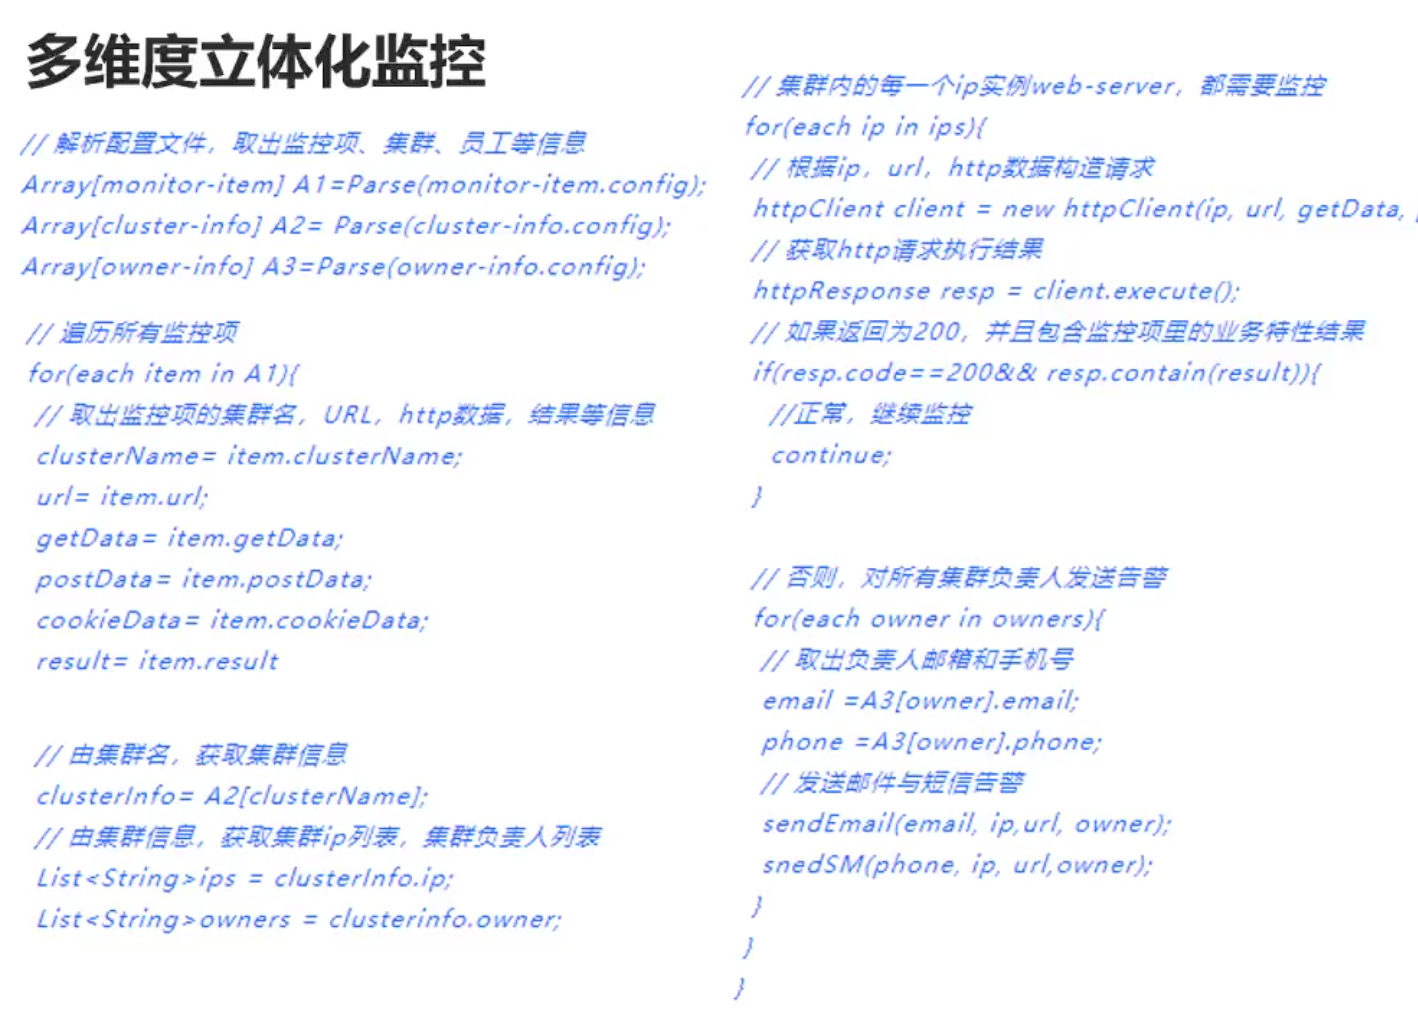 多维度立体化监控
// 解析配置文件，取出监控项、集群、员工等信息
Array[monitor-item] A1=Parse(monitor-item.config);
Array[cluster-info] A2= Parse(cluster-info.config);
Array[owner-info] A3=Parse(owner-info.config);
// 遍历所有监控项
for(each item in A1){
// 取出监控项的集群名，URL，http数据，结果等信息
clusterName= item.clusterName;
url= item.url;
getData= item.getData;
postData= item.postData;
cookieData= item.cookieData;
result= item.result
// 由集群名，获取集群信息
clusterInfo= A2[clusterName];
// 由集群信息，获取集群ip列表，集群负责人列表
List<String>ips = clusterInfo.ip;
List<String>owners = clusterinfo.owner;
// 集群内的每一个ip实例web-server，都需要监控
for(each ip in ips){
// 根据ip，url，http数据构造请求
httpClient client = new httpClient(ip, url, getData,
// 获取http请求执行结果
httpResponse resp = client.execute();
// 如果返回为200，并且包含监控项里的业务特性结果
if(resp.code==200&& resp.contain(result)){
//正常，继续监控
continue;
}
// 否则，对所有集群负责人发送告警
for(each owner in owners){
// 取出负责人邮箱和手机号
email =A3[owner].email;
phone =A3[owner].phone;
// 发送邮件与短信告警
sendEmail(email, ip,url, owner);
snedSM(phone, ip, url,owner);
}
}
}